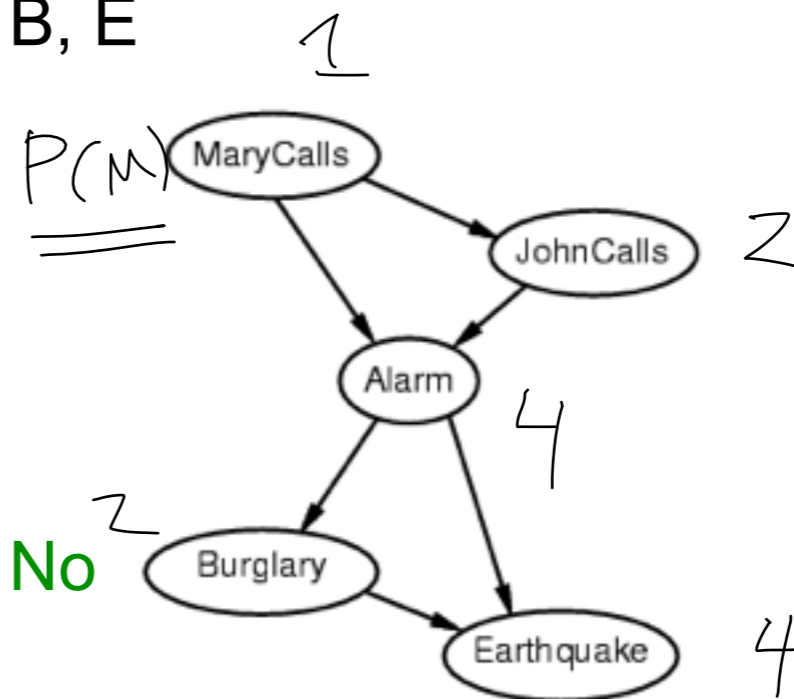 B, E
1
P(M)
MaryCalls
JohnCalls
2
Alarm
4
2
No
Burglary
Earthquake
4